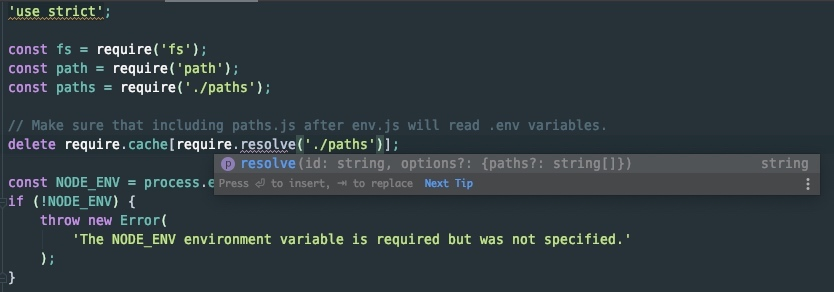 'use strict';
const fs = require('fs');
const path = require('path');
const paths = require('./paths');
// Make sure that including paths.js after env.js will read .env variables.
delete require.cache[require.resolve('./paths')];
resolve(id: string, options?: {paths?: string[]}) string
Press ⏎ to insert, ⇥ to replace Next Tip
const NODE_ENV = process.e
if (!NODE_ENV) {
throw new Error(
'The NODE_ENV environment variable is required but was not specified.'
);
}